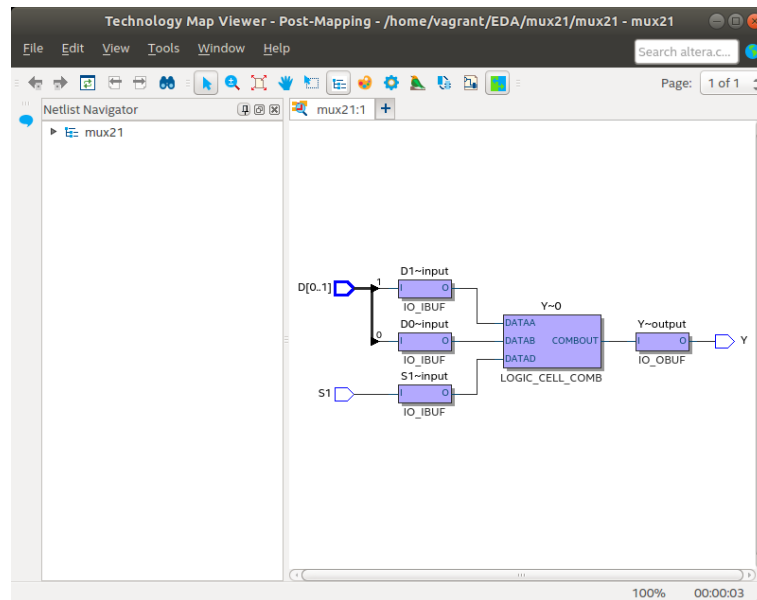 Technology Map Viewer - Post-Mapping - /home/vagrant/EDA/mux21/mux21 - mux21
File Edit View Tools Window Help
Search altera.c...
Page: 1 of 1
Netlist Navigator
mux21:1
mux21
D1~input
D[0..1]
1
I O
IO_IBUF
Y~0
D0~input
DATAA
Y~output
0
I O
DATAB COMBOUT
I O
Y
IO_IBUF
DATAD
IO_OBUF
S1~input
LOGIC_CELL_COMB
S1
I O
IO_IBUF
100% 00:00:03